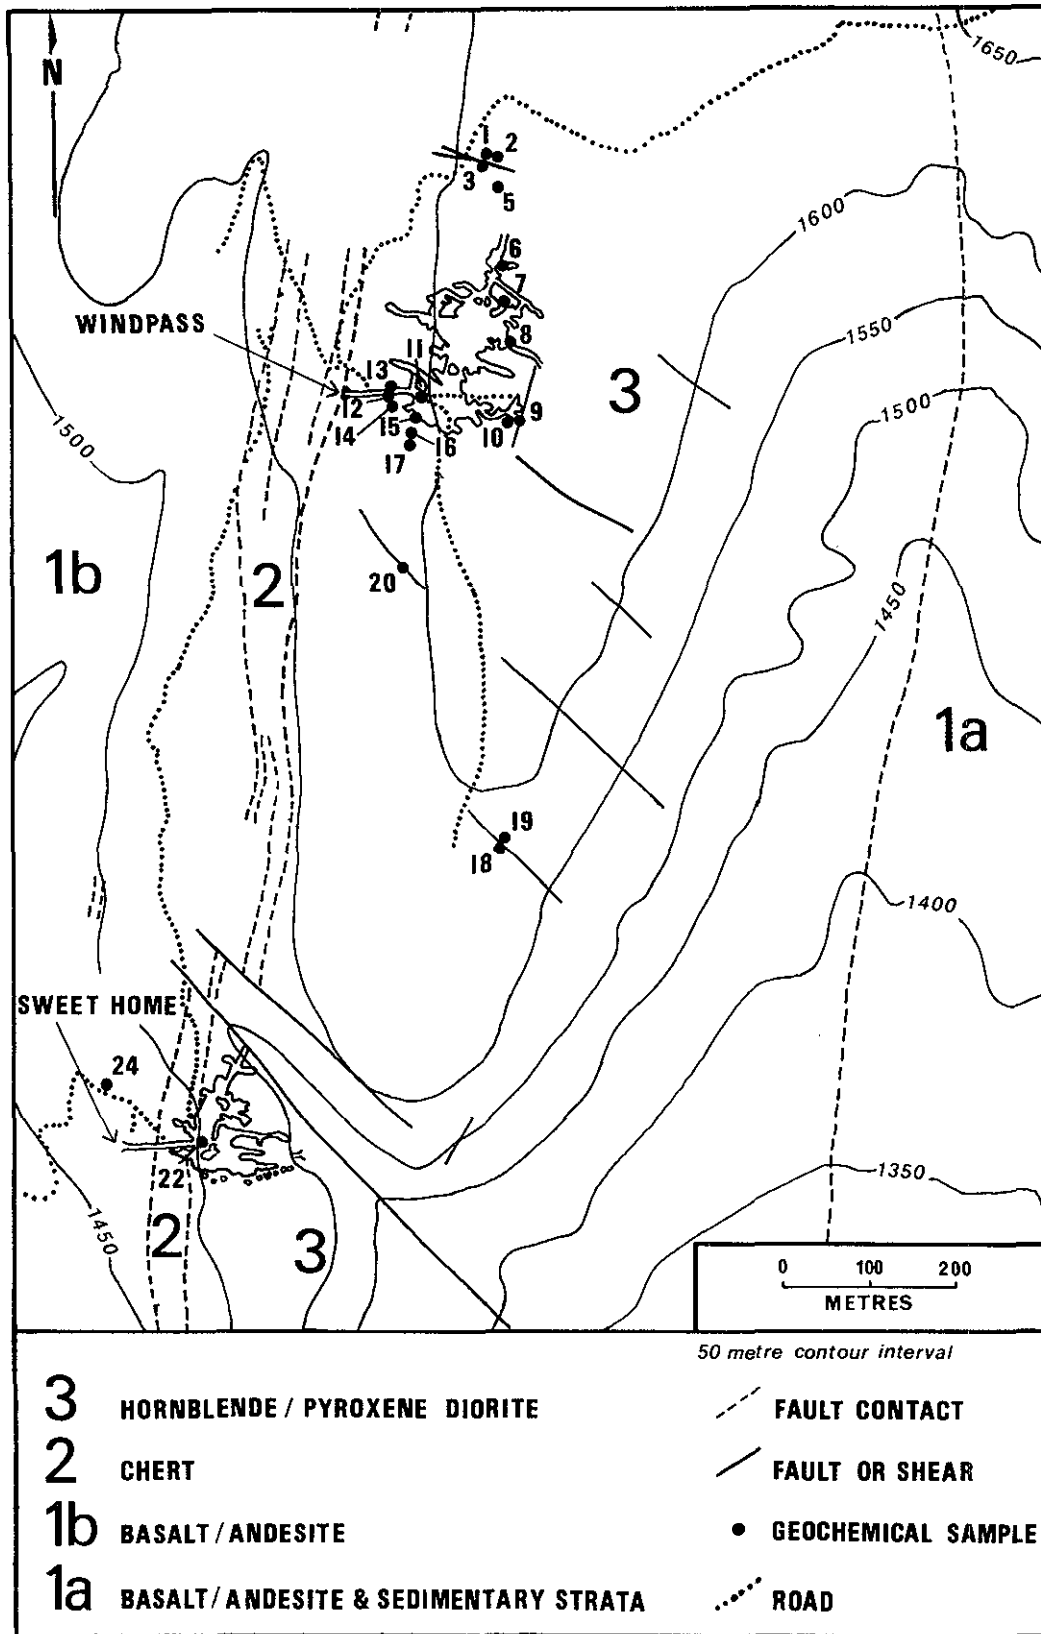 N
1650
1
2
3
5
1600
6
7
WINDPASS
8
1550
11
13
3
1500
12
9
14
15
10
1500
16
17
1b
2
20
1450
1a
19
18
1400
SWEET HOME
24
22
1350
1450
2
3
0 100 200
METRES
50 metre contour interval
3 HORNBLENDE / PYROXENE DIORITE
FAULT CONTACT
2 CHERT
FAULT OR SHEAR
1b BASALT / ANDESITE
GEOCHEMICAL SAMPLE
1a BASALT/ANDESITE & SEDIMENTARY STRATA
ROAD